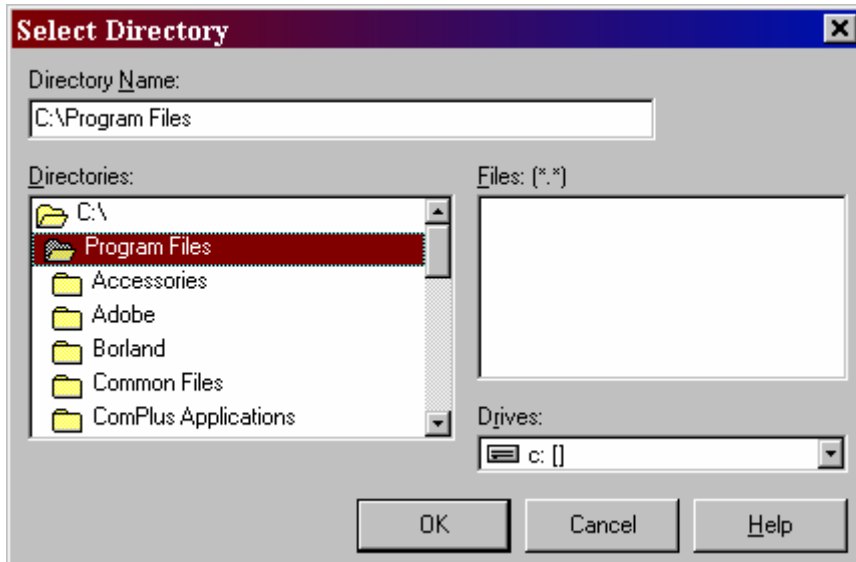 Select Directory
Directory Name:
C:\Program Files
Directories:
C:\
Program Files
Accessories
Adobe
Borland
Common Files
ComPlus Applications
Files: (*.*)
Drives:
c: []
OK
Cancel
Help